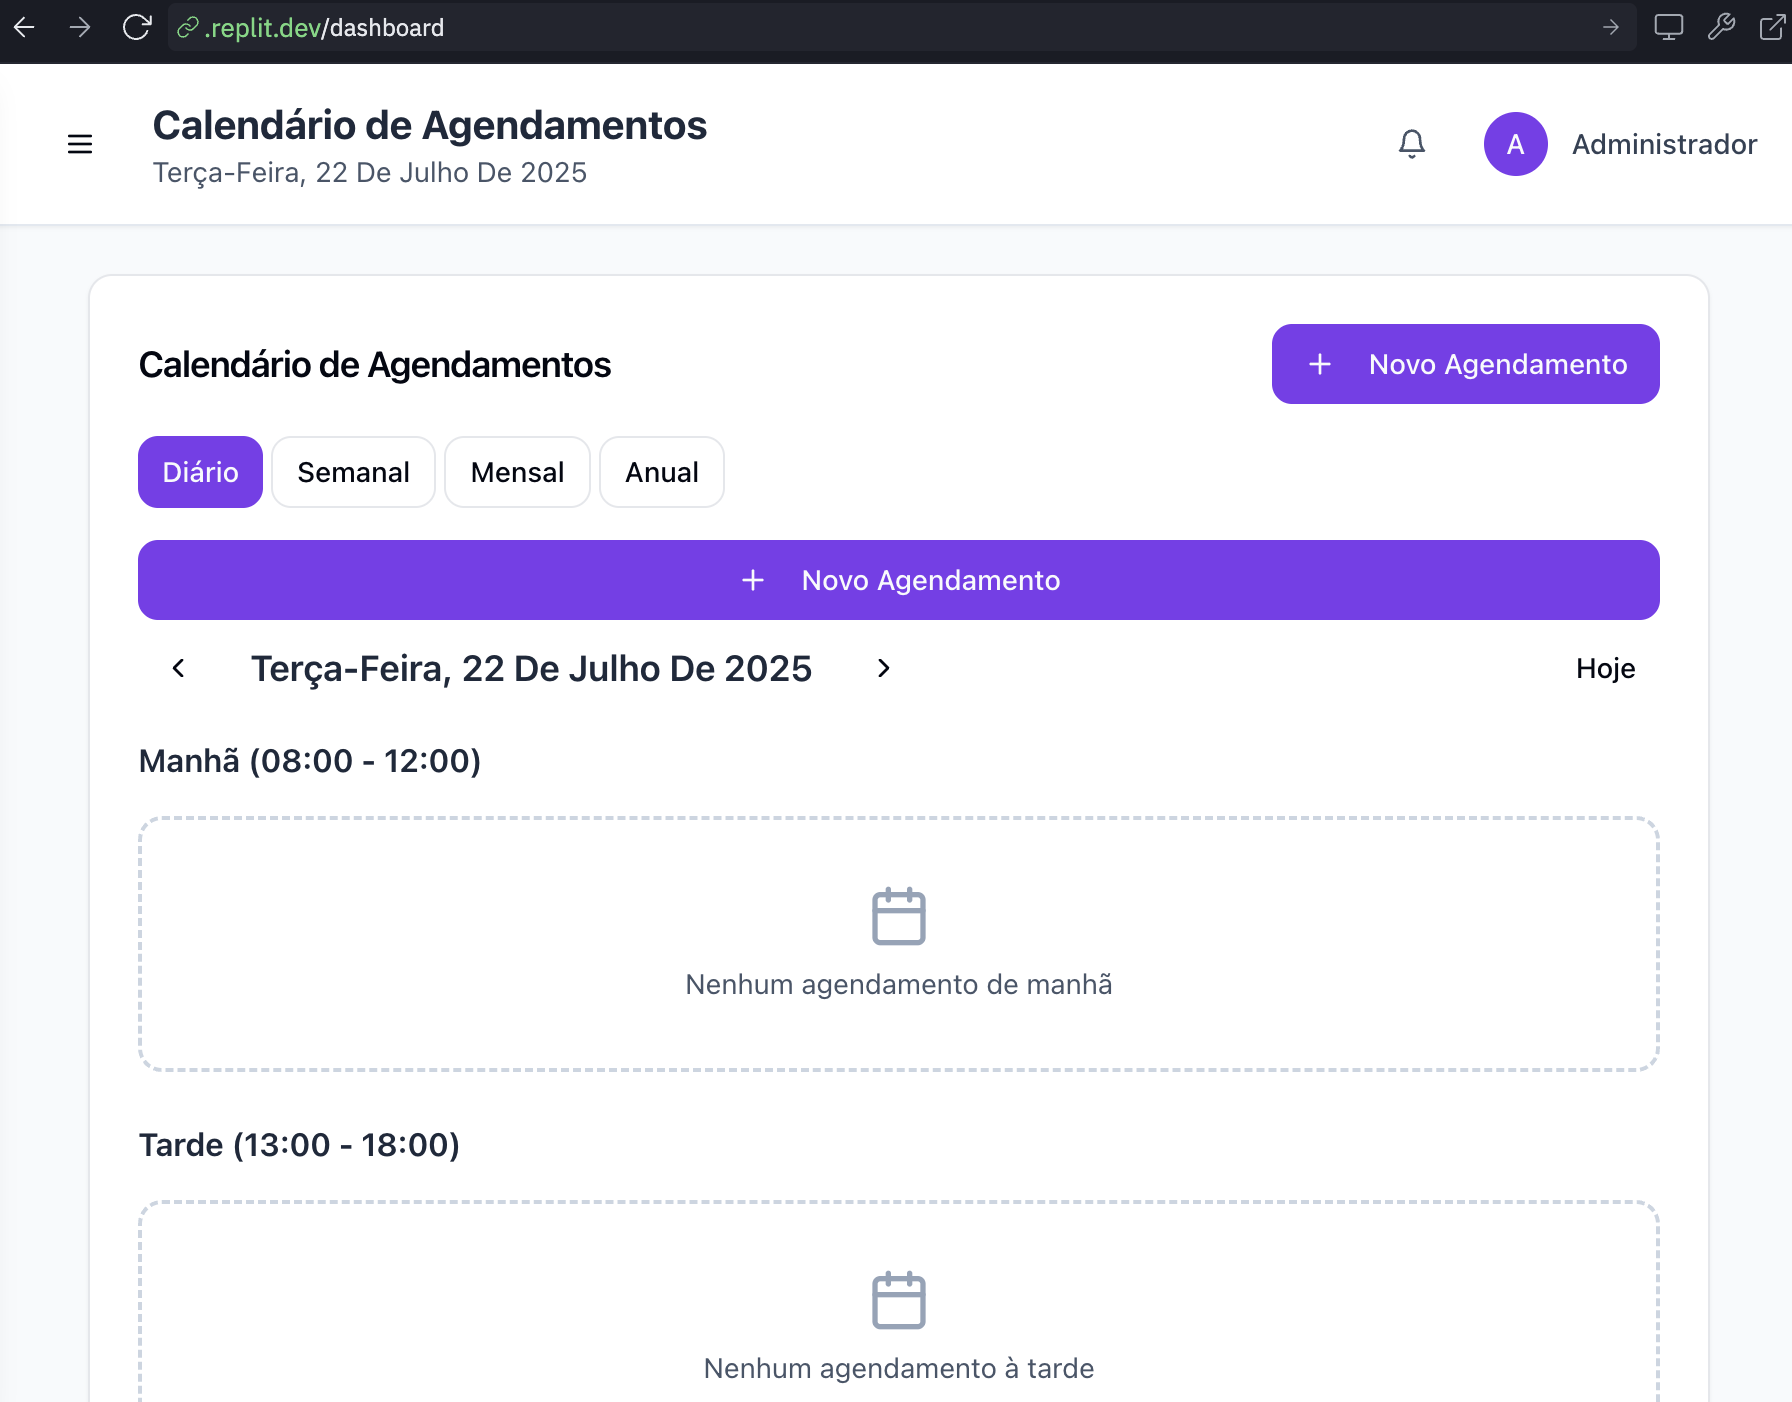 .replit.dev/dashboard
Calendário de Agendamentos
Terça-Feira, 22 De Julho De 2025
A
Administrador
Calendário de Agendamentos
+ Novo Agendamento
Diário
Semanal
Mensal
Anual
+ Novo Agendamento
Terça-Feira, 22 De Julho De 2025
Hoje
Manhã (08:00 - 12:00)
Nenhum agendamento de manhã
Tarde (13:00 - 18:00)
Nenhum agendamento à tarde